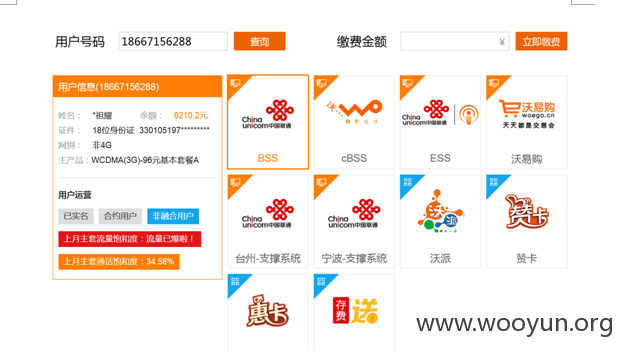 用户号码 18667156288 查询 缴费金额 ¥ 立即缴费
用户信息(18667156288)
姓名： *祖耀 余额： 6210.2元
证件： 18位身份证 330105197*********
网别： 非4G
主产品：WCDMA(3G)-96元基本套餐A
用户运营
已实名 合约用户 非融合用户
上月主套流量饱和度：流量已爆啦！
上月主套通话饱和度：34.58%
China unicom中国联通
BSS
沃
精彩在沃
cBSS
China unicom中国联通
ESS
沃易购
woego.cn
天天都是交易会
沃易购
China unicom中国联通
台州-支撑系统
China unicom中国联通
宁波-支撑系统
沃派
沃派
赞卡
赞卡
惠卡
存费送
www.wooyun.org